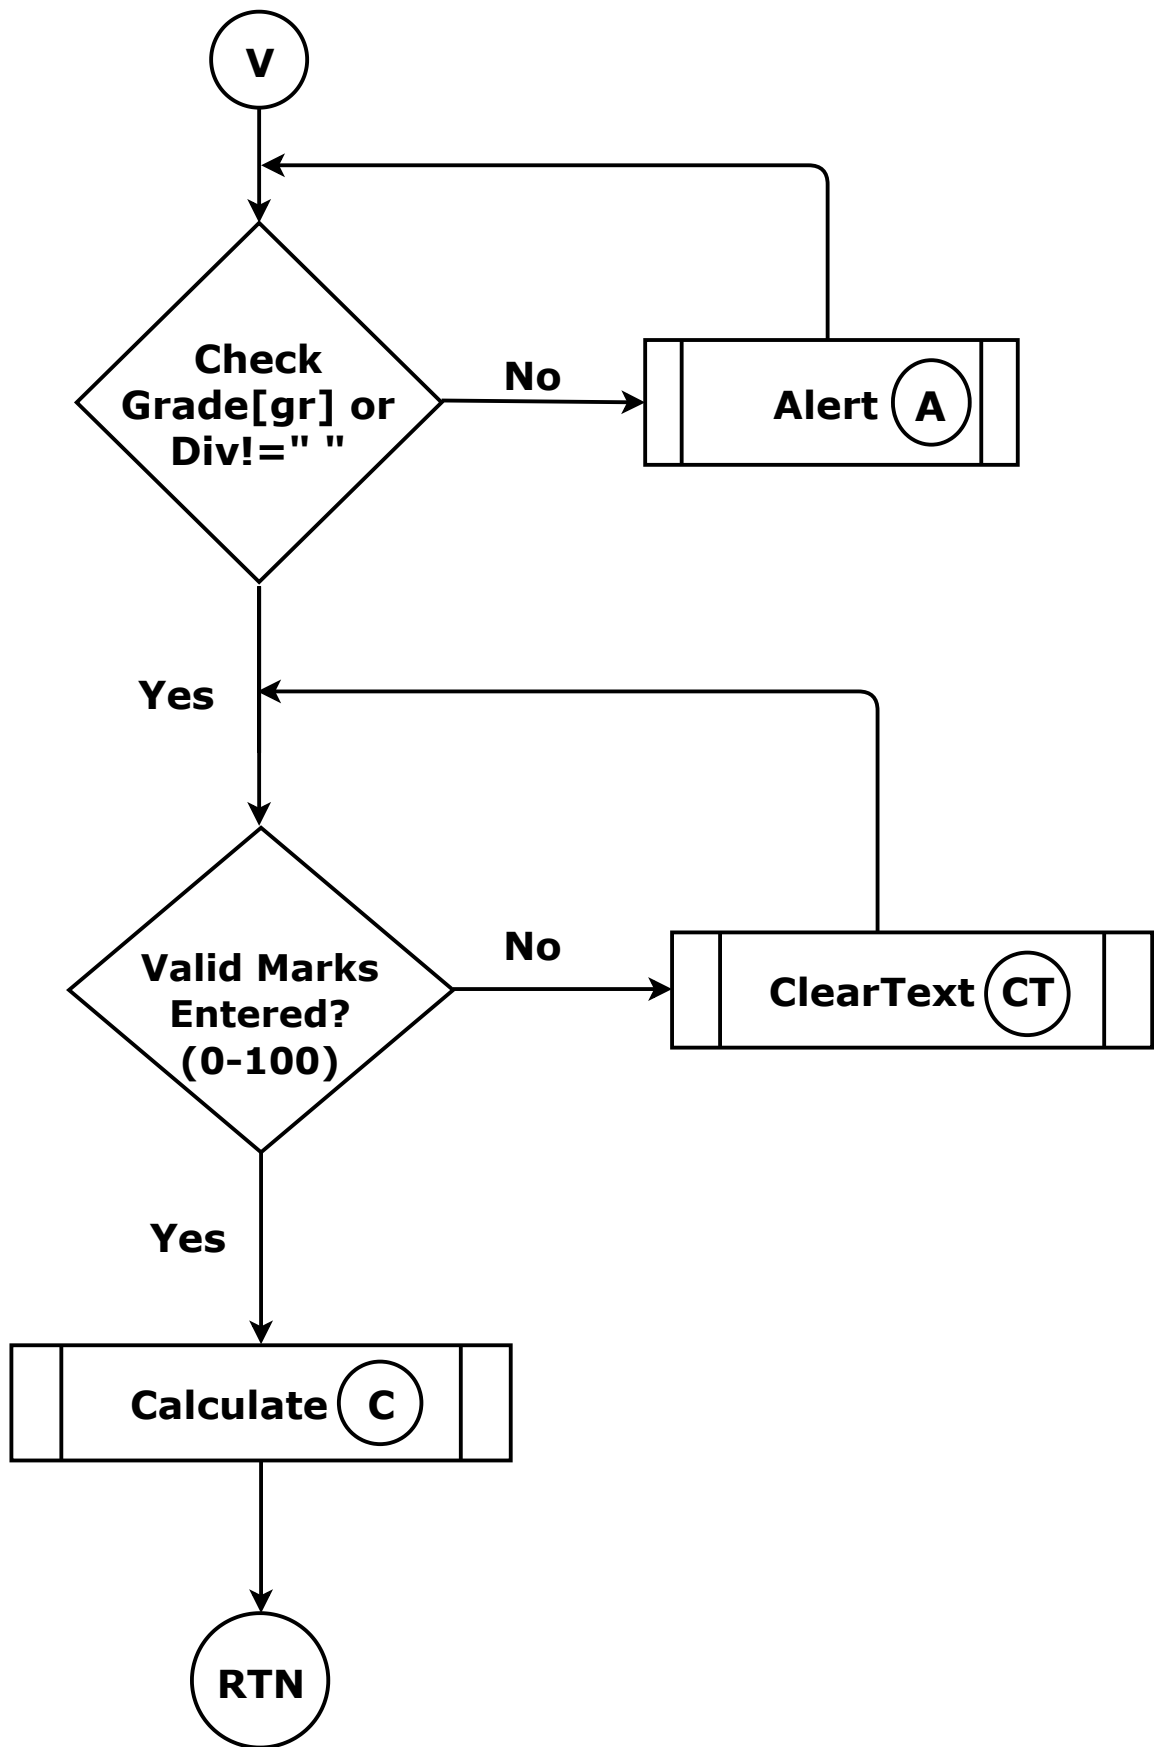 V
Check
Grade[gr] or
Div!=" "
No
Alert A
Yes
Valid Marks
Entered?
(0-100)
No
ClearText CT
Yes
Calculate C
RTN